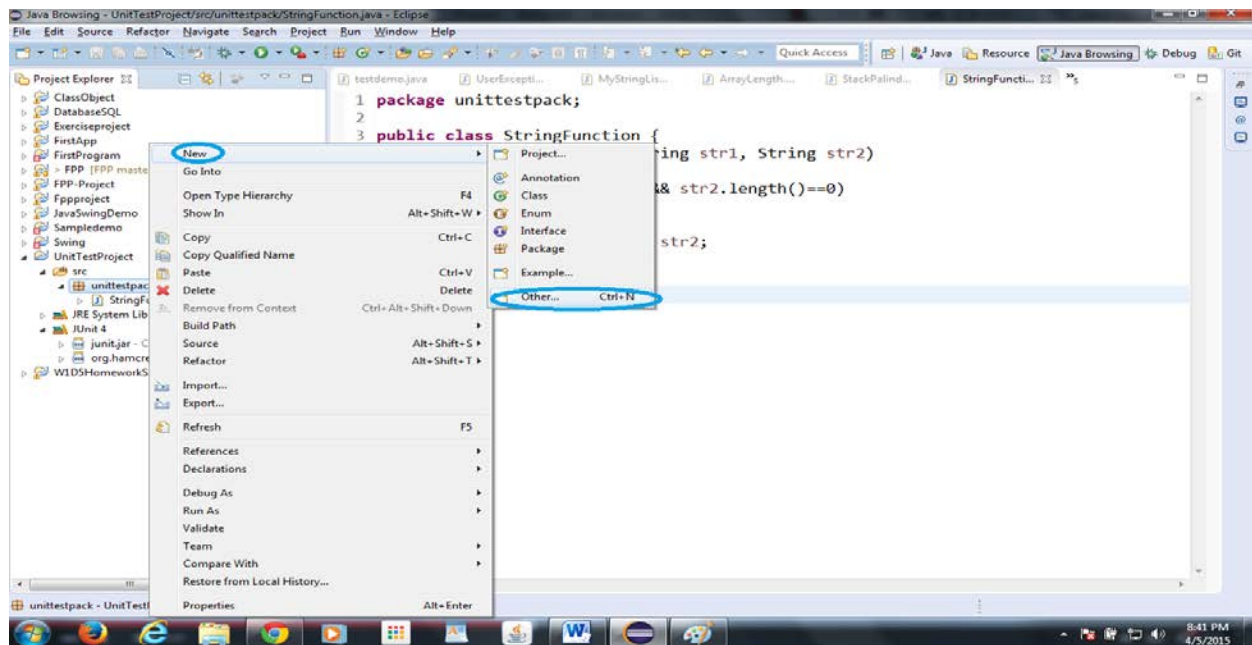 Java Browsing - UnitTestProject/src/unittestpack/StringFunction.java - Eclipse
File Edit Source Refactor Navigate Search Project Run Window Help
Quick Access Java Resource Java Browsing Debug Git
Project Explorer
testdemo.java UserExcepti... MyStringLis... ArrayLength.... StackPalind... StringFuncti... »5
ClassObject
DatabaseSQL
Exerciseproject
FirstApp
FirstProgram
> FPP [FPP maste
FPP-Project
Fppproject
JavaSwingDemo
Sampledemo
Swing
UnitTestProject
src
unittestpac
StringF
JRE System Lib
JUnit 4
junit.jar - C
org.hamcre
W1D5HomeworkS
1 package unittestpack;
2
3 public class StringFunction {
ring str1, String str2)
&& str2.length()==0)
str2;
New
Go Into
Open Type Hierarchy F4
Show In Alt+Shift+W
Copy Ctrl+C
Copy Qualified Name
Paste Ctrl+V
Delete Delete
Remove from Context Ctrl+Alt+Shift+Down
Build Path
Source Alt+Shift+S
Refactor Alt+Shift+T
Import...
Export...
Refresh F5
References
Declarations
Debug As
Run As
Validate
Team
Compare With
Restore from Local History...
Properties Alt+Enter
Project...
Annotation
Class
Enum
Interface
Package
Example...
Other... Ctrl+N
unittestpack - UnitTest
8:41 PM
4/5/2015